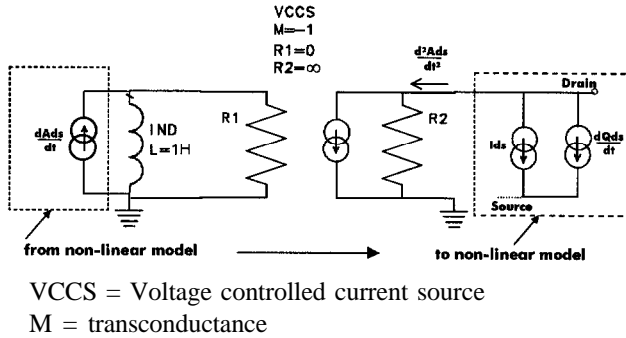 VCCS
M=-1
R1=0
R2=∞
d²Ads
dt²
Drain
dAds
dt
IND
L=1H
R1
R2
Ids
dQds
dt
Source
from non-linear model
to non-linear model
VCCS = Voltage controlled current source
M = transconductance